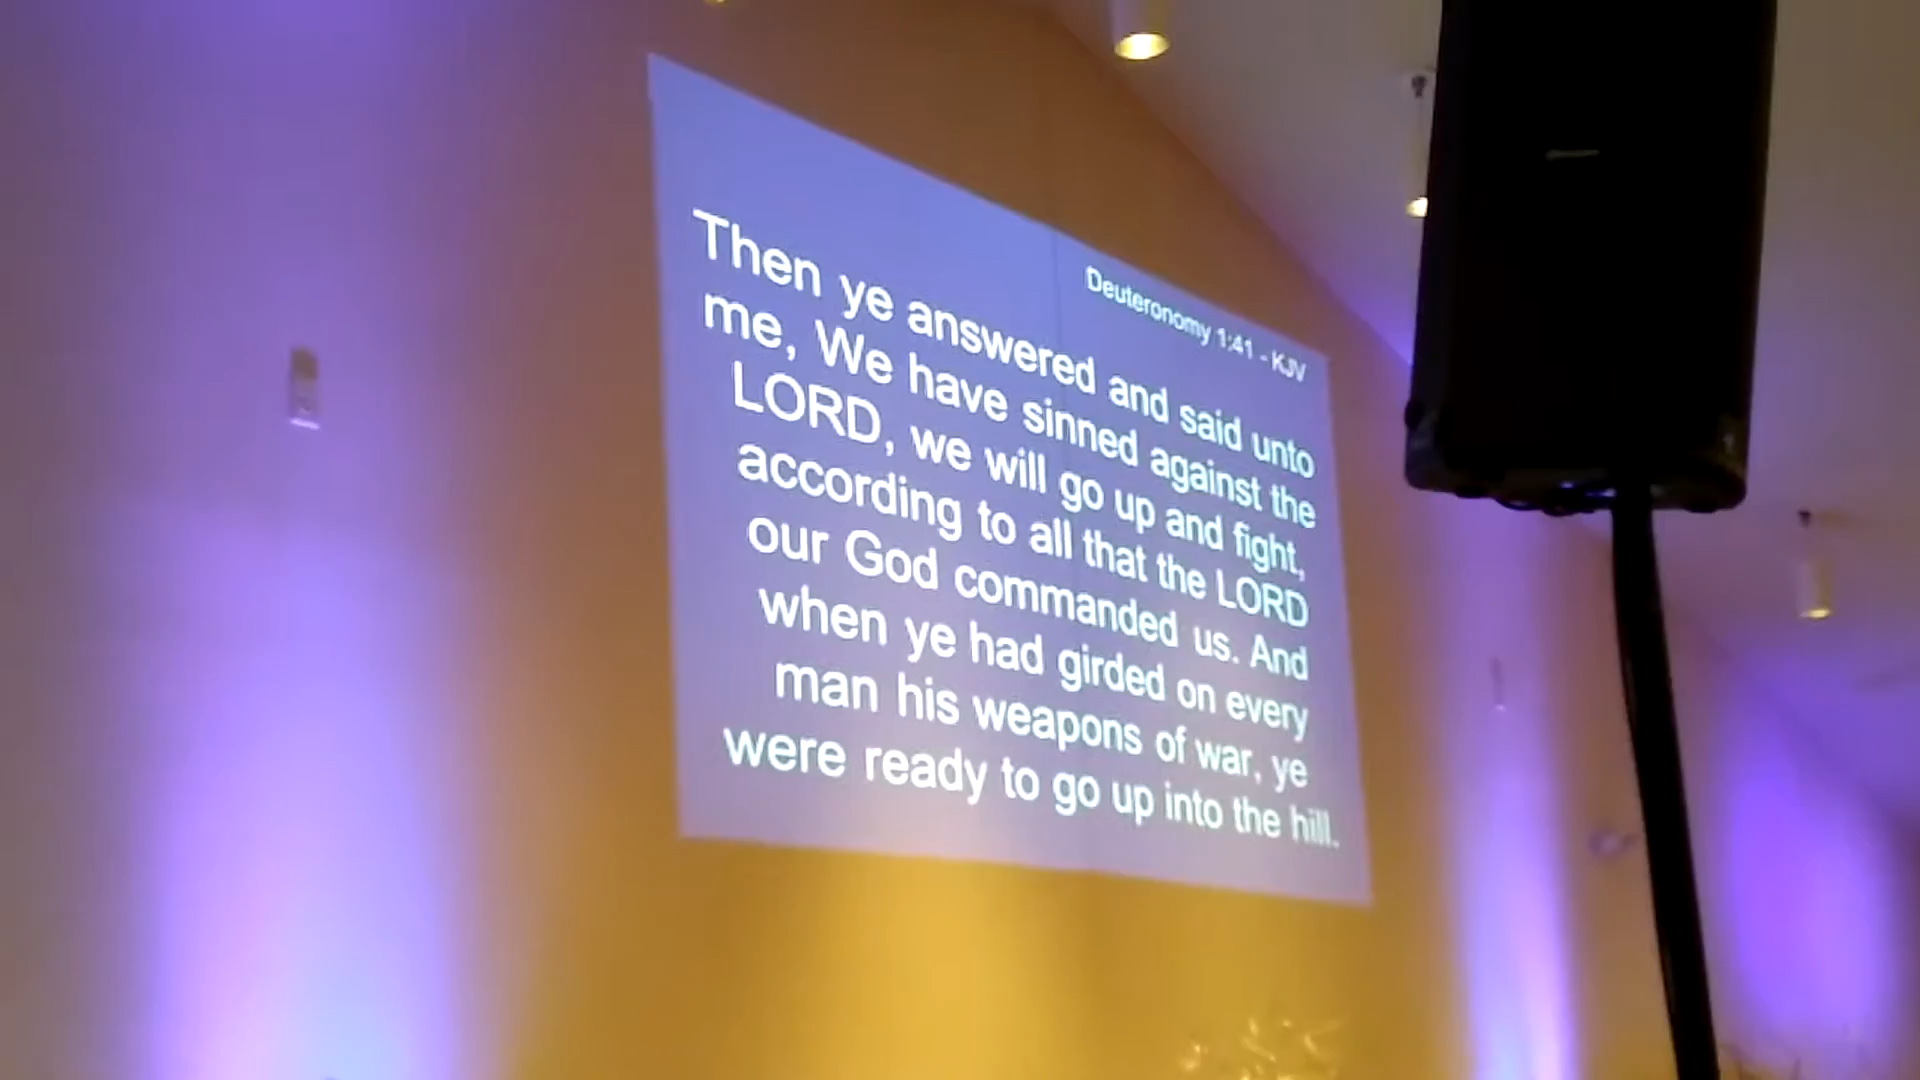 Deuteronomy 1:41 - KJV
Then ye answered and said unto
me, We have sinned against the
LORD, we will go up and fight,
according to all that the LORD
our God commanded us. And
when ye had girded on every
man his weapons of war, ye
were ready to go up into the hill.